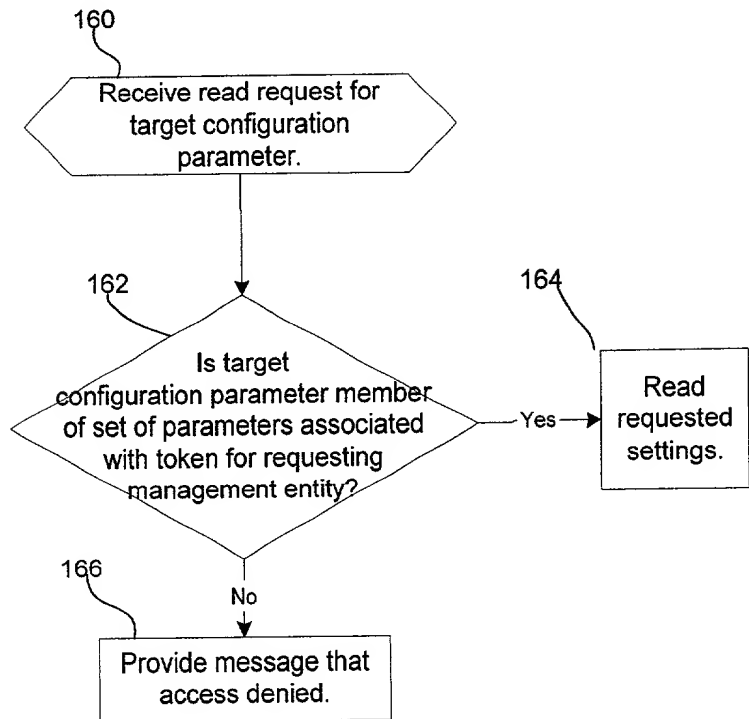 160
Receive read request for
target configuration
parameter.
162
Is target
configuration parameter member
of set of parameters associated
with token for requesting
management entity?
Yes
164
Read
requested
settings.
No
166
Provide message that
access denied.